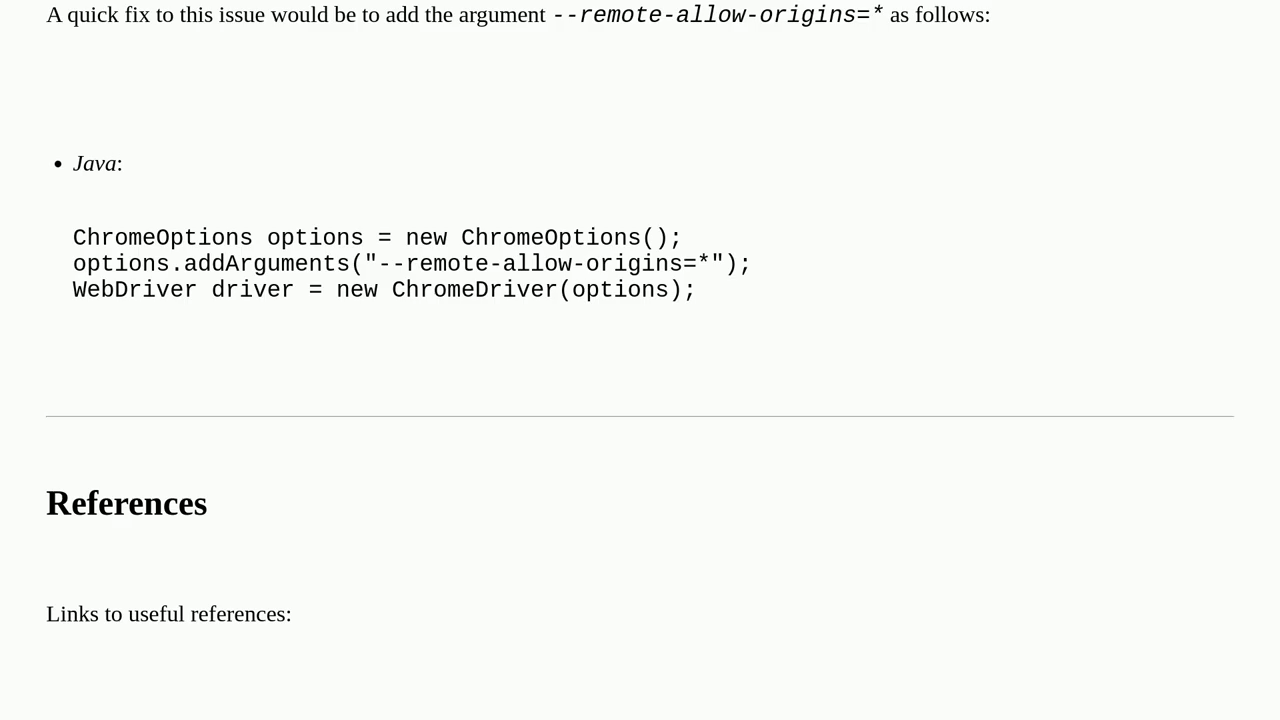 A quick fix to this issue would be to add the argument --remote-allow-origins=* as follows:
• Java:
ChromeOptions options = new ChromeOptions();
options.addArguments("--remote-allow-origins=*");
WebDriver driver = new ChromeDriver(options);
References
Links to useful references: